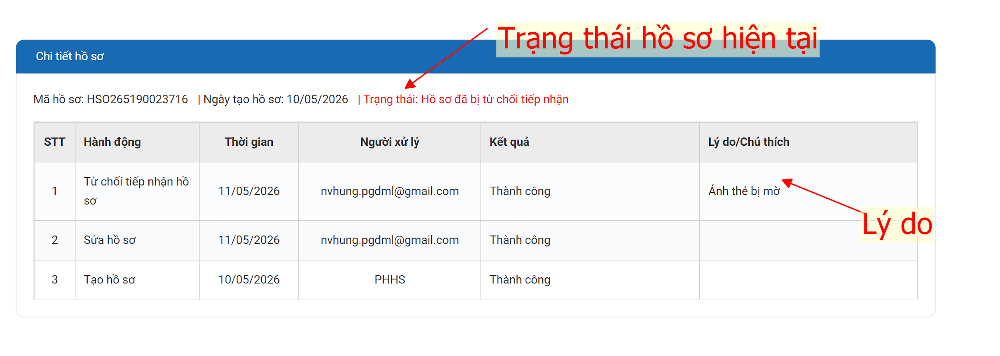 Trạng thái hồ sơ hiện tại
Chi tiết hồ sơ
Mã hồ sơ: HSO265190023716 | Ngày tạo hồ sơ: 10/05/2026 | Trạng thái: Hồ sơ đã bị từ chối tiếp nhận
STT Hành động Thời gian Người xử lý Kết quả Lý do/Chú thích
1 Từ chối tiếp nhận hồ sơ 11/05/2026 nvhung.pgdml@gmail.com Thành công Ảnh thẻ bị mờ
Lý do
2 Sửa hồ sơ 11/05/2026 nvhung.pgdml@gmail.com Thành công
3 Tạo hồ sơ 10/05/2026 PHHS Thành công